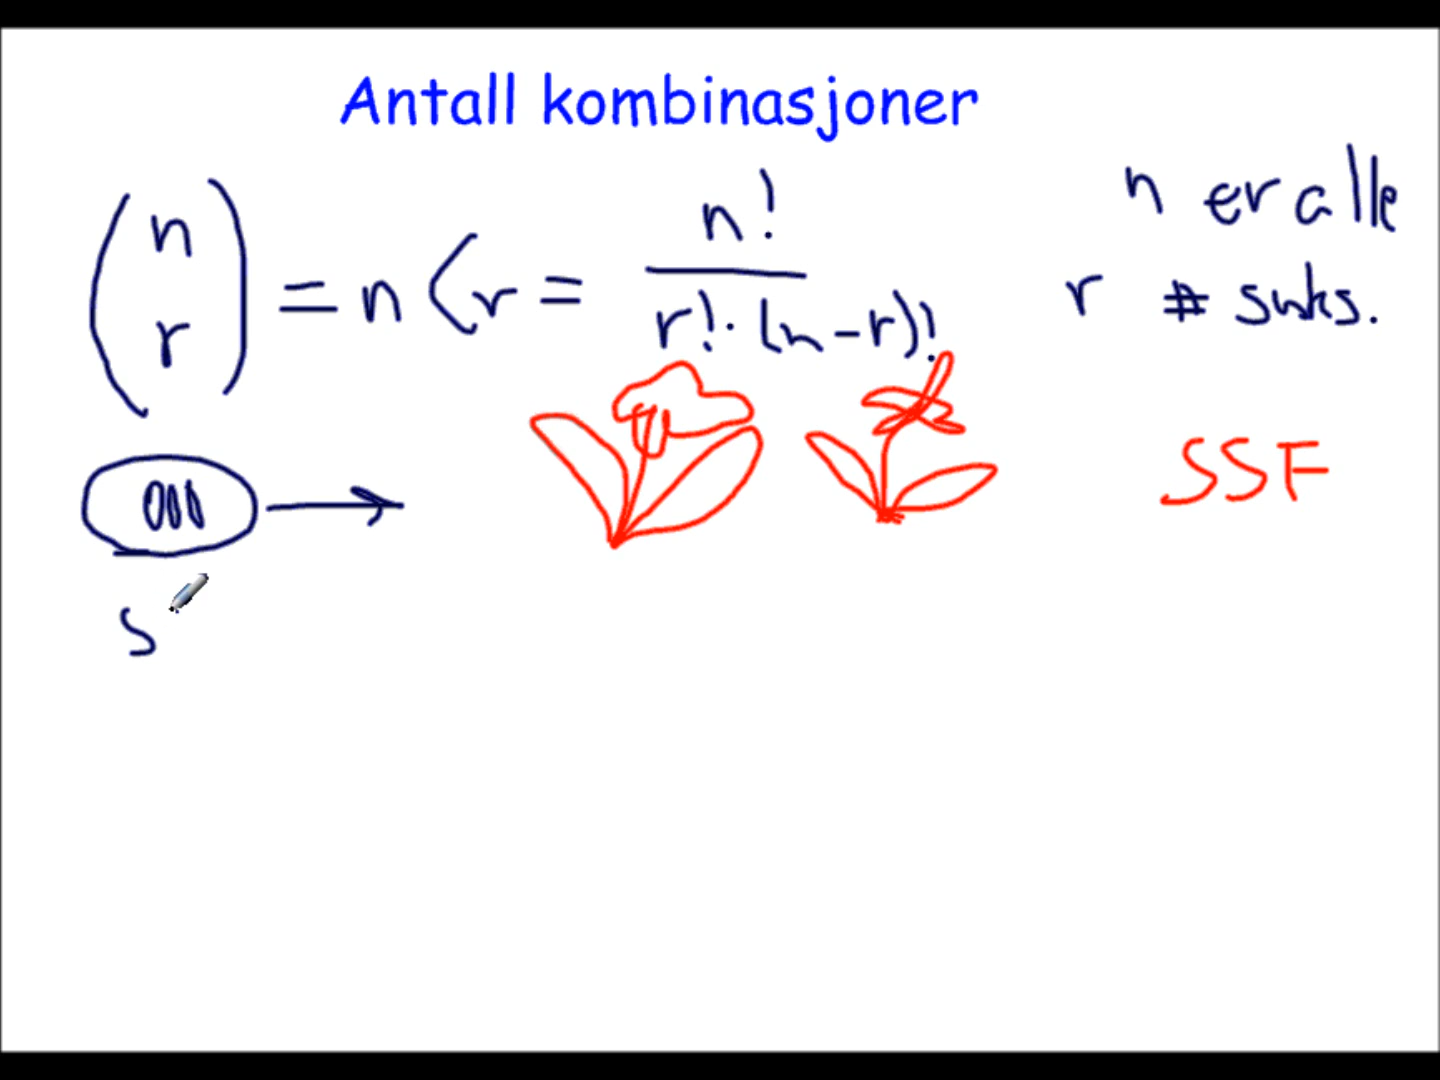 Antall kombinasjoner
(n r) = nCr = n! / r! · (n-r)!
n er alle
r # suks.
SSF
S